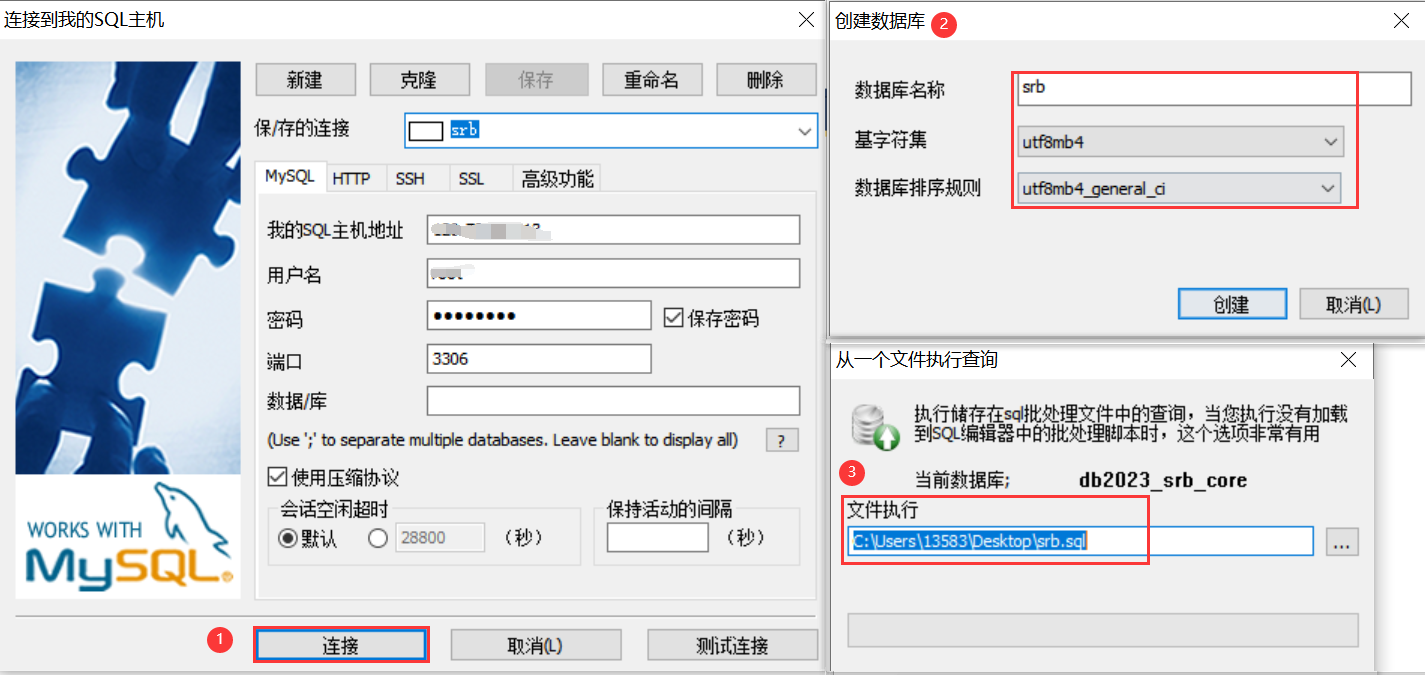 连接到我的SQL主机
新建 克隆 保存 重命名 删除
保/存的连接 srb
MySQL HTTP SSH SSL 高级功能
我的SQL主机地址
用户名
密码 ●●●●●●●● 保存密码
端口 3306
数据/库
(Use ';' to separate multiple databases. Leave blank to display all) ?
使用压缩协议
会话空闲超时 保持活动的间隔
默认 28800 (秒) (秒)
WORKS WITH
MySQL®
1 连接 取消(L) 测试连接
创建数据库 2
数据库名称 srb
基字符集 utf8mb4
数据库排序规则 utf8mb4_general_ci
创建 取消(L)
从一个文件执行查询
执行储存在sql批处理文件中的查询，当您执行没有加载
到SQL编辑器中的批处理脚本时，这个选项非常有用
3 当前数据库; db2023_srb_core
文件执行
C:\Users\13583\Desktop\srb.sql ...